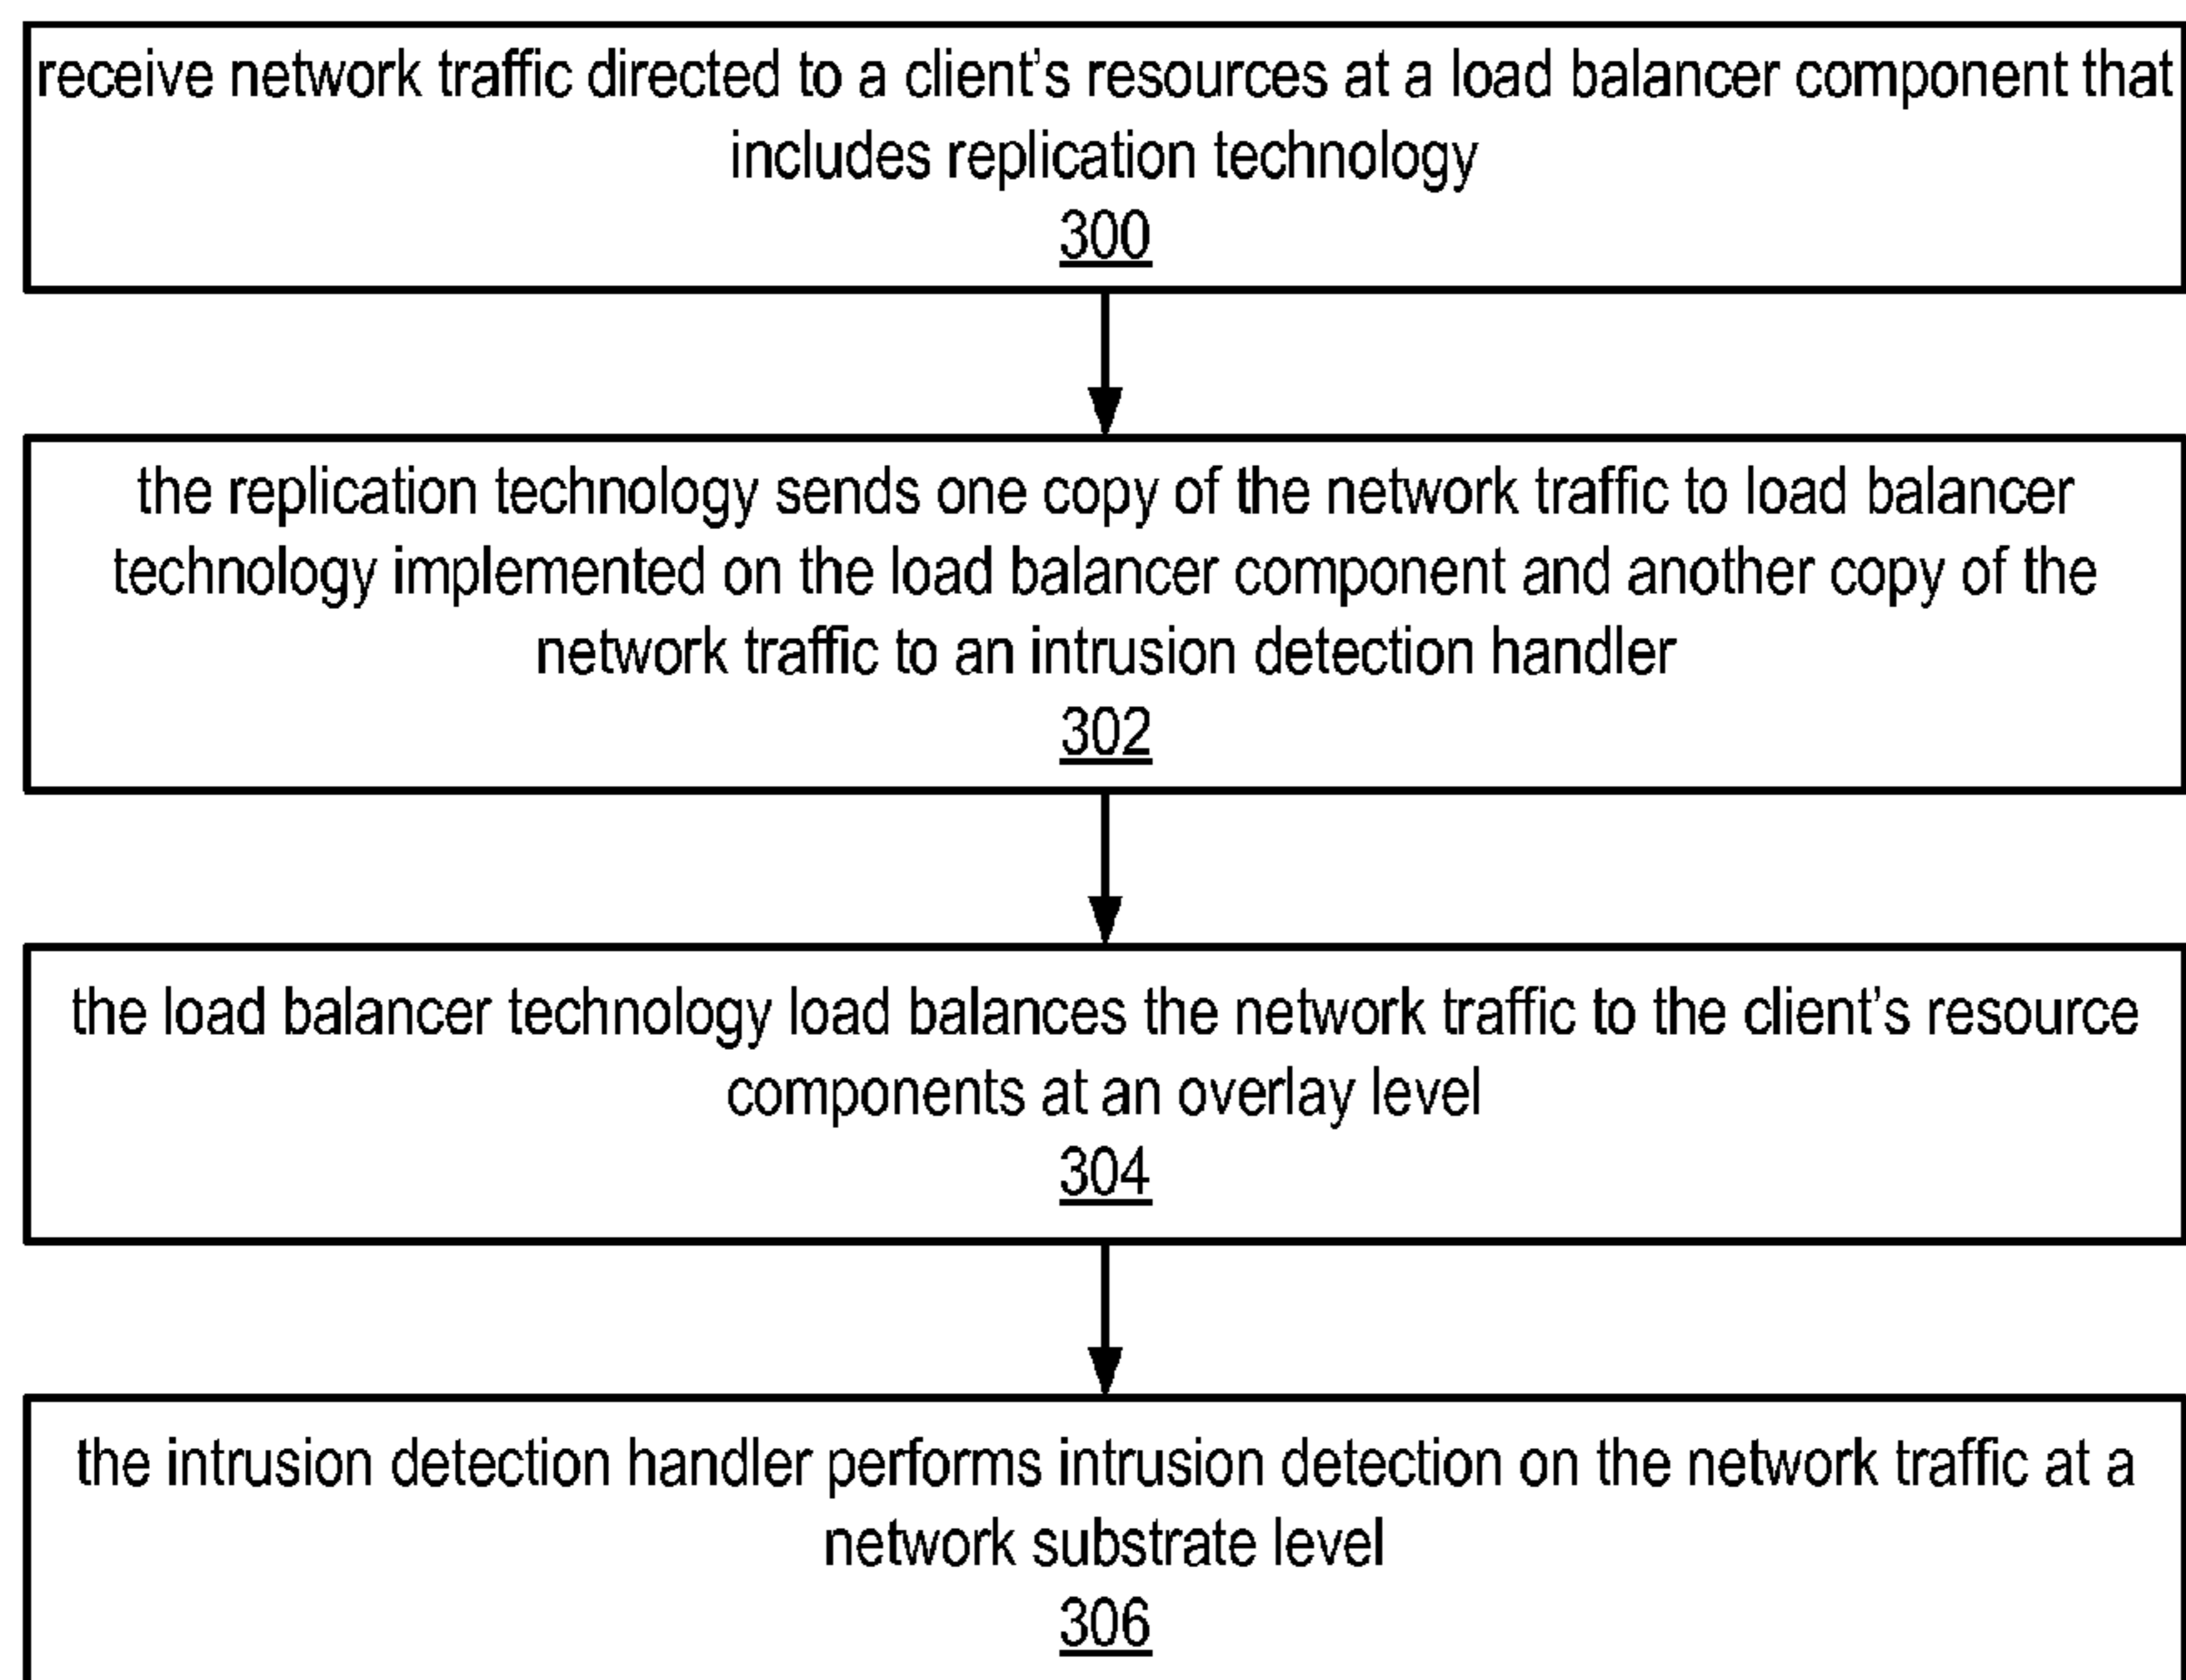 receive network traffic directed to a client’s resources at a load balancer component that
includes replication technology
300
the replication technology sends one copy of the network traffic to load balancer
technology implemented on the load balancer component and another copy of the
network traffic to an intrusion detection handler
302
the load balancer technology load balances the network traffic to the client’s resource
components at an overlay level
304
the intrusion detection handler performs intrusion detection on the network traffic at a
network substrate level
306